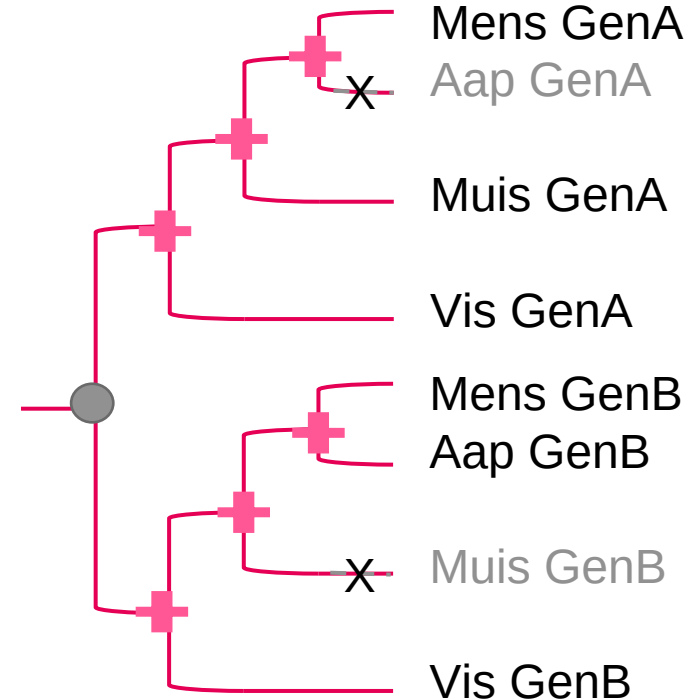 Mens GenA
Aap GenA
X
Muis GenA
Vis GenA
Mens GenB
Aap GenB
Muis GenB
X
Vis GenB